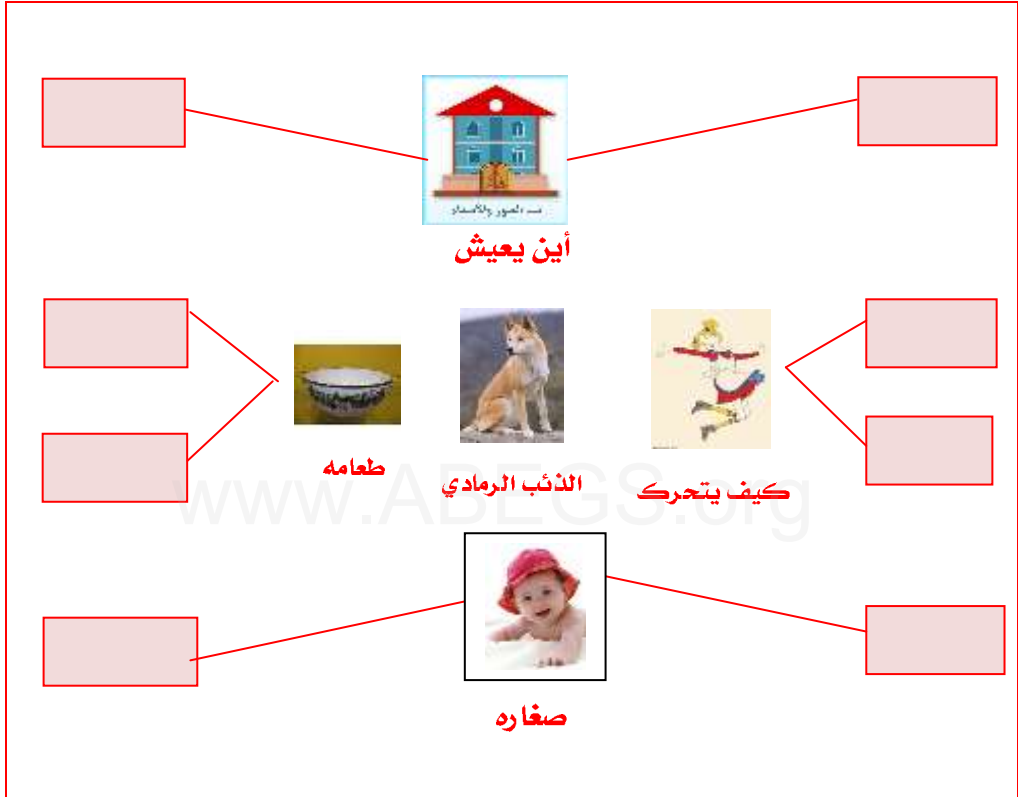 أين يعيش
كيف يتحرك
الذئب الرمادي
طعامه
www.ABEGS.org
صغاره